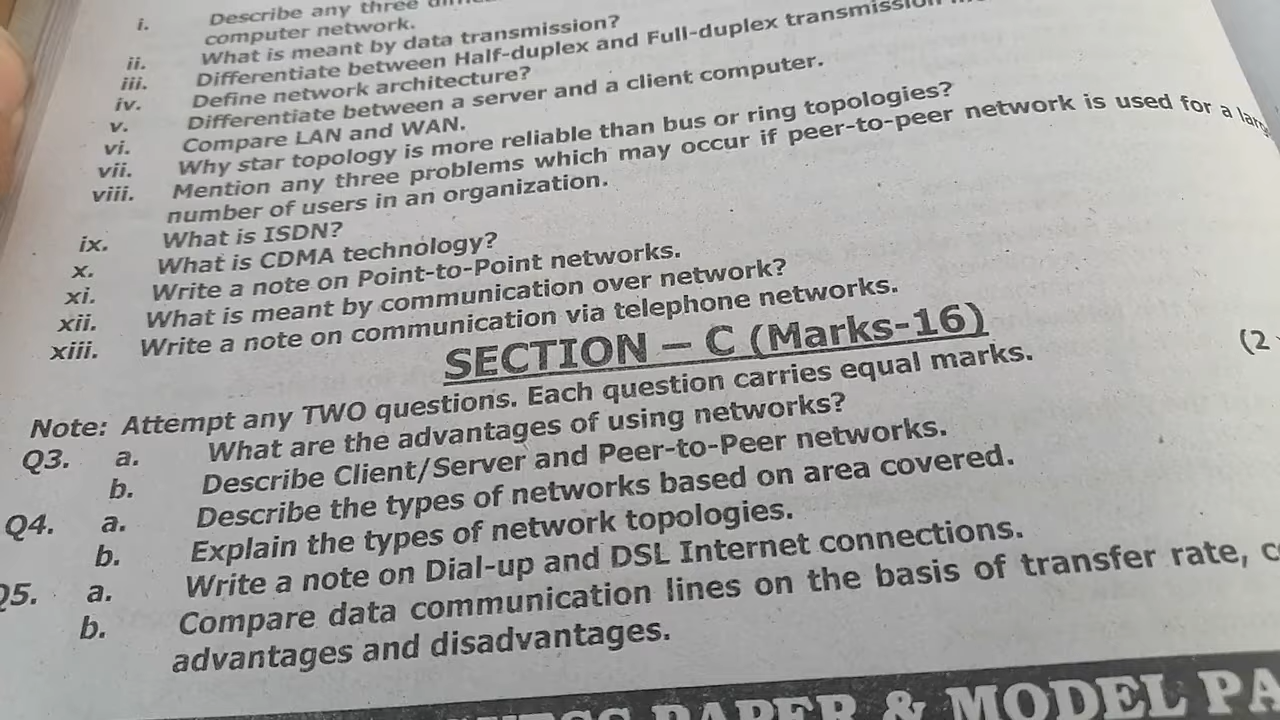 i. Describe any three
computer network.
ii. What is meant by data transmission?
iii. Differentiate between Half-duplex and Full-duplex transmission
iv. Define network architecture?
v. Differentiate between a server and a client computer.
vi. Compare LAN and WAN.
vii. Why star topology is more reliable than bus or ring topologies?
viii. Mention any three problems which may occur if peer-to-peer network is used for a larg
number of users in an organization.
ix. What is ISDN?
x. What is CDMA technology?
xi. Write a note on Point-to-Point networks.
xii. What is meant by communication over network?
xiii. Write a note on communication via telephone networks.
SECTION – C (Marks-16)
(2
Note: Attempt any TWO questions. Each question carries equal marks.
Q3. a. What are the advantages of using networks?
b. Describe Client/Server and Peer-to-Peer networks.
Q4. a. Describe the types of networks based on area covered.
b. Explain the types of network topologies.
Q5. a. Write a note on Dial-up and DSL Internet connections.
b. Compare data communication lines on the basis of transfer rate, c
advantages and disadvantages.
PAPER & MODEL PA